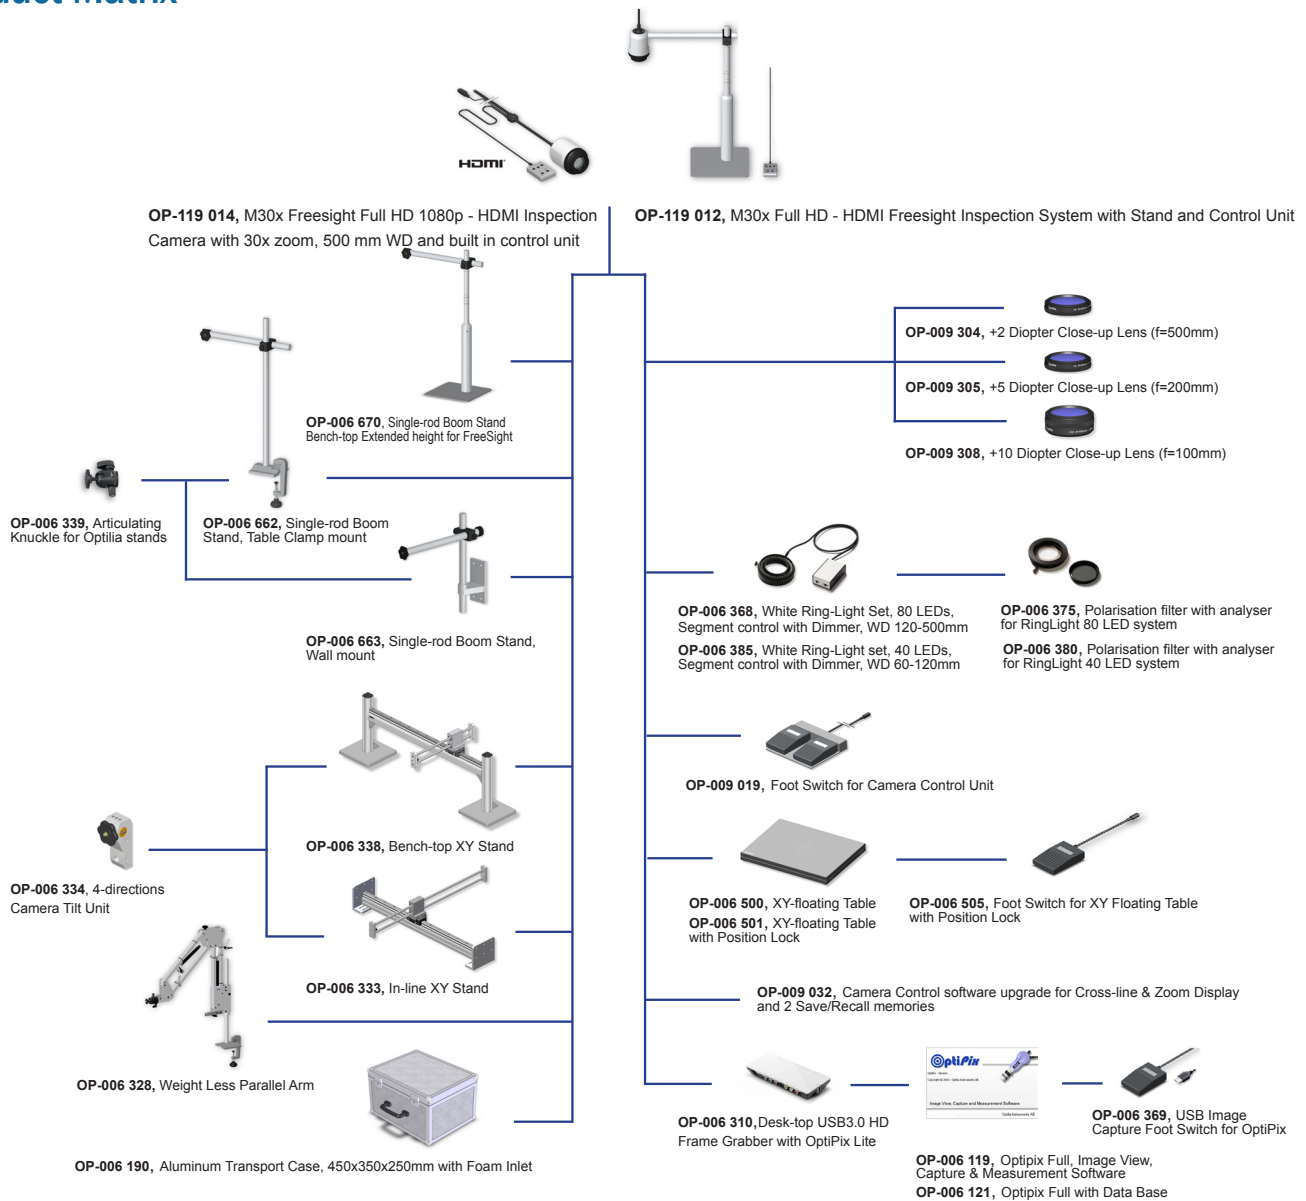 HDMI
OP-119 014, M30x Freesight Full HD 1080p - HDMI Inspection
Camera with 30x zoom, 500 mm WD and built in control unit
OP-119 012, M30x Full HD - HDMI Freesight Inspection System with Stand and Control Unit
OP-006 670, Single-rod Boom Stand
Bench-top Extended height for FreeSight
OP-006 339, Articulating
Knuckle for Optilia stands
OP-006 662, Single-rod Boom
Stand, Table Clamp mount
OP-006 663, Single-rod Boom Stand,
Wall mount
OP-006 338, Bench-top XY Stand
OP-006 334, 4-directions
Camera Tilt Unit
OP-006 333, In-line XY Stand
OP-006 328, Weight Less Parallel Arm
OP-006 190, Aluminum Transport Case, 450x350x250mm with Foam Inlet
OP-009 304, +2 Diopter Close-up Lens (f=500mm)
OP-009 305, +5 Diopter Close-up Lens (f=200mm)
OP-009 308, +10 Diopter Close-up Lens (f=100mm)
OP-006 368, White Ring-Light Set, 80 LEDs,
Segment control with Dimmer, WD 120-500mm
OP-006 385, White Ring-Light set, 40 LEDs,
Segment control with Dimmer, WD 60-120mm
OP-006 375, Polarisation filter with analyser
for RingLight 80 LED system
OP-006 380, Polarisation filter with analyser
for RingLight 40 LED system
OP-009 019, Foot Switch for Camera Control Unit
OP-006 500, XY-floating Table
OP-006 501, XY-floating Table
with Position Lock
OP-006 505, Foot Switch for XY Floating Table
with Position Lock
OP-009 032, Camera Control software upgrade for Cross-line & Zoom Display
and 2 Save/Recall memories
OP-006 310,Desk-top USB3.0 HD
Frame Grabber with OptiPix Lite
OptiPix
Image View, Capture and Measurement Software
Optilia Instruments AB
OP-006 119, Optipix Full, Image View,
Capture & Measurement Software
OP-006 121, Optipix Full with Data Base
OP-006 369, USB Image
Capture Foot Switch for OptiPix